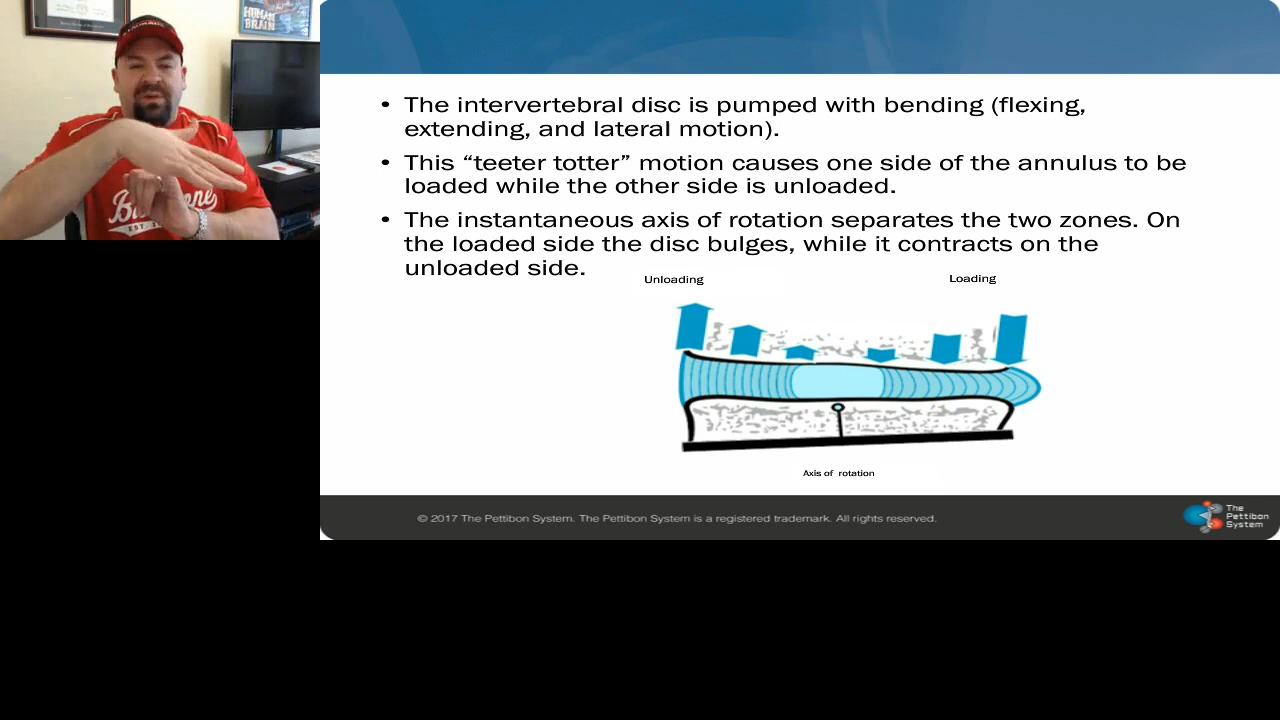 HUMAN
BRAIN
• The intervertebral disc is pumped with bending (flexing,
extending, and lateral motion).
• This “teeter totter” motion causes one side of the annulus to be
loaded while the other side is unloaded.
• The instantaneous axis of rotation separates the two zones. On
the loaded side the disc bulges, while it contracts on the
unloaded side.
Unloading
Loading
Axis of rotation
© 2017 The Pettibon System. The Pettibon System is a registered trademark. All rights reserved.
The
Pettibon
System